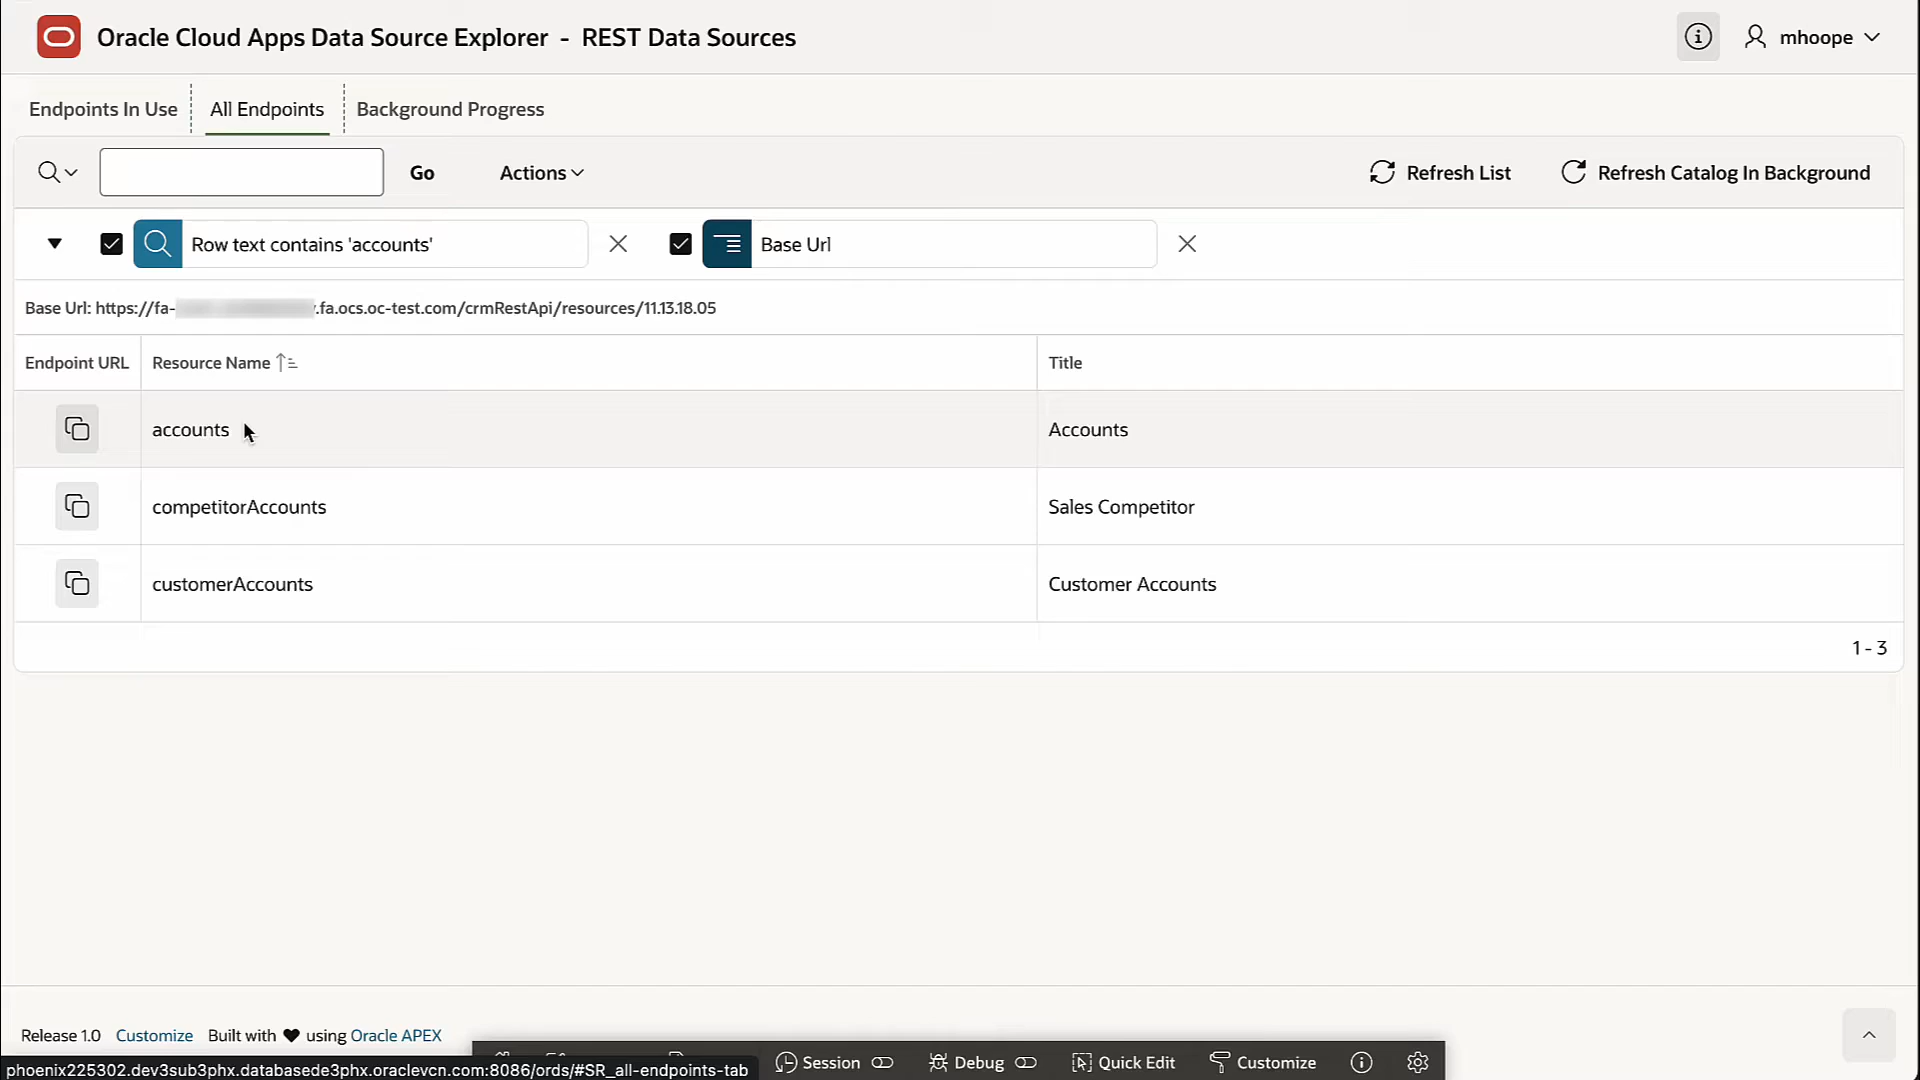 Oracle Cloud Apps Data Source Explorer - REST Data Sources
mhoope
Endpoints In Use
All Endpoints
Background Progress
Go
Actions
Refresh List
Refresh Catalog In Background
Row text contains 'accounts'
Base Url
Base Url: https://fa-
.fa.ocs.oc-test.com/crmRestApi/resources/11.13.18.05
Endpoint URL
Resource Name
Title
accounts
Accounts
competitorAccounts
Sales Competitor
customerAccounts
Customer Accounts
1 - 3
Release 1.0 Customize Built with ♥ using Oracle APEX
Session
Debug
Quick Edit
Customize
phoenix225302.dev3sub3phx.databasede3phx.oraclevcn.com:8086/ords/#SR_all-endpoints-tab